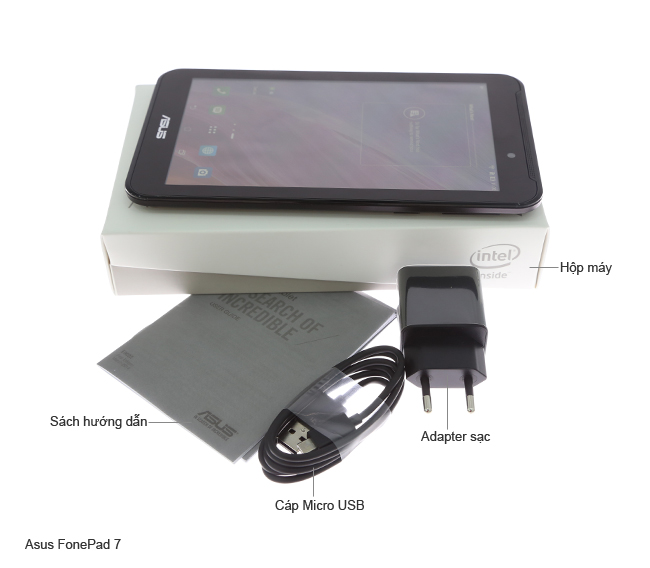 ASUS
intel
inside
Hộp máy
SEARCH OF
INCREDIBLE
Sách hướng dẫn
ASUS
Adapter sạc
Cáp Micro USB
Asus FonePad 7